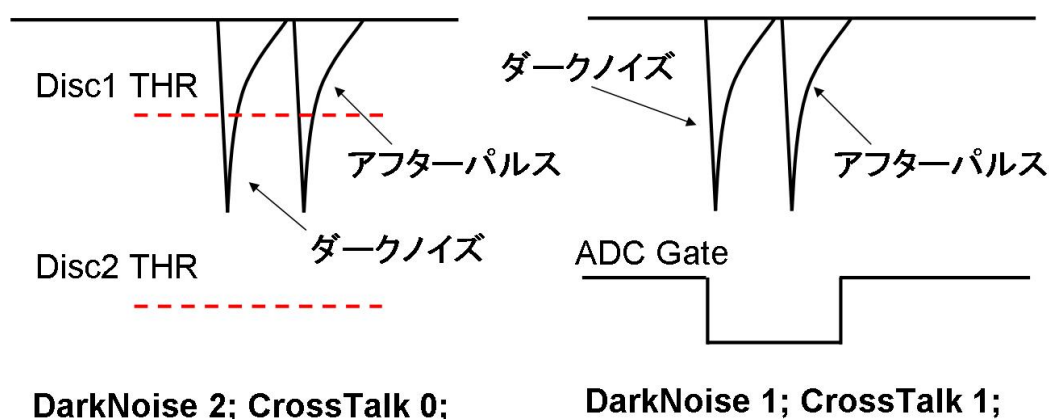 Disc1 THR
アフターパルス
ダークノイズ
Disc2 THR
DarkNoise 2; CrossTalk 0;
ダークノイズ
アフターパルス
ADC Gate
DarkNoise 1; CrossTalk 1;